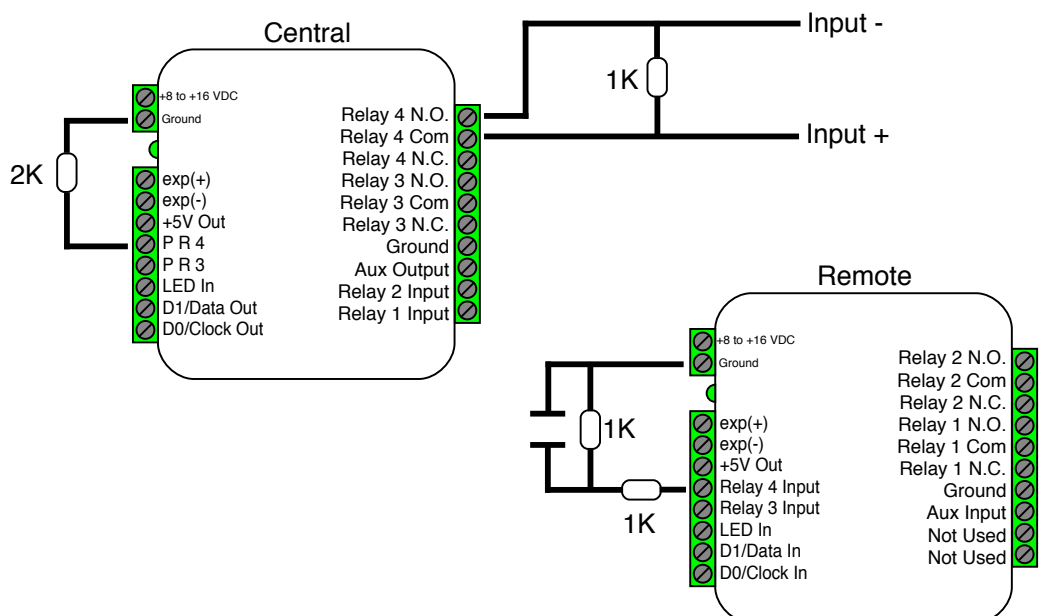 Central
+8 to +16 VDC
Ground
2K
exp(+)
exp(-)
+5V Out
P R 4
P R 3
LED In
D1/Data Out
D0/Clock Out
Relay 4 N.O.
Relay 4 Com
Relay 4 N.C.
Relay 3 N.O.
Relay 3 Com
Relay 3 N.C.
Ground
Aux Output
Relay 2 Input
Relay 1 Input
Input -
1K
Input +
Remote
+8 to +16 VDC
Ground
1K
1K
exp(+)
exp(-)
+5V Out
Relay 4 Input
Relay 3 Input
LED In
D1/Data In
D0/Clock In
Relay 2 N.O.
Relay 2 Com
Relay 2 N.C.
Relay 1 N.O.
Relay 1 Com
Relay 1 N.C.
Ground
Aux Input
Not Used
Not Used